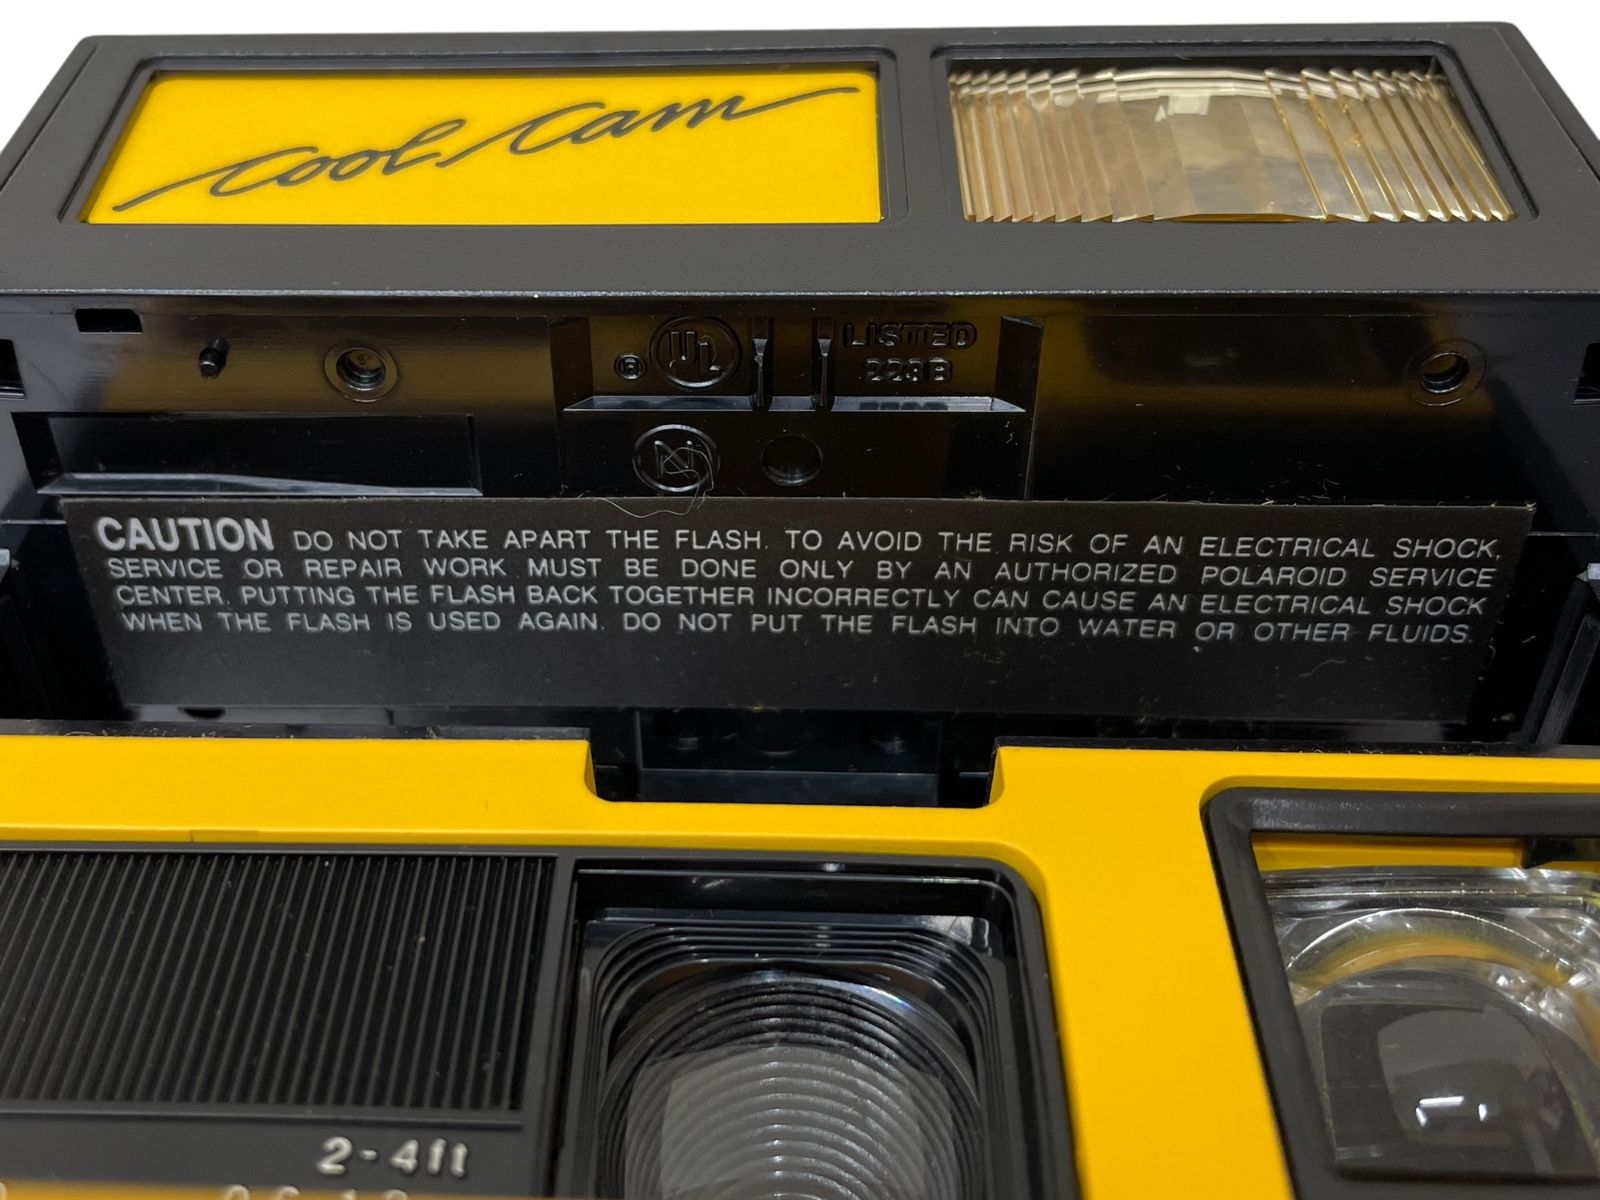 Cool Cam
® UL LISTED
223B
N
CAUTION DO NOT TAKE APART THE FLASH. TO AVOID THE RISK OF AN ELECTRICAL SHOCK,
SERVICE OR REPAIR WORK MUST BE DONE ONLY BY AN AUTHORIZED POLAROID SERVICE
CENTER. PUTTING THE FLASH BACK TOGETHER INCORRECTLY CAN CAUSE AN ELECTRICAL SHOCK
WHEN THE FLASH IS USED AGAIN. DO NOT PUT THE FLASH INTO WATER OR OTHER FLUIDS.
2-4ft